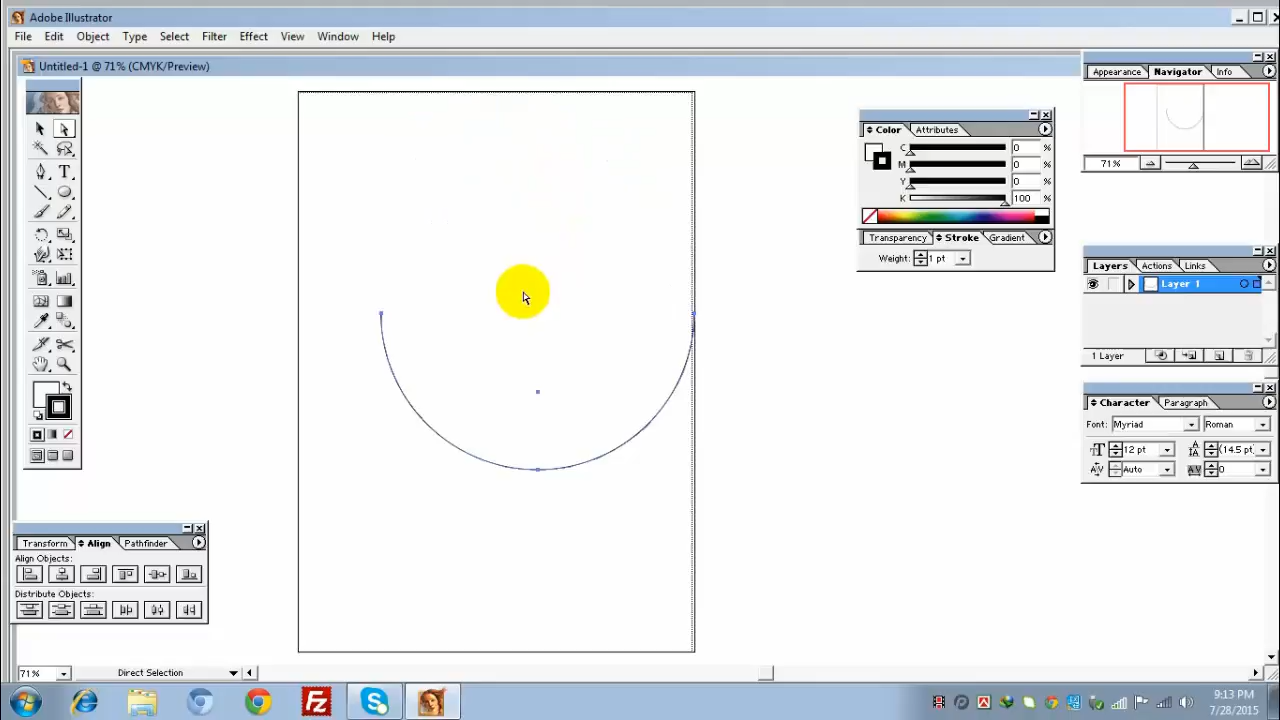 Adobe Illustrator
File Edit Object Type Select Filter Effect View Window Help
Untitled-1 @ 71% (CMYK/Preview)
Appearance Navigator Info
71%
Color Attributes
C 0 %
M 0 %
Y 0 %
K 100 %
Transparency Stroke Gradient
Weight: 1 pt
Layers Actions Links
Layer 1
1 Layer
Character Paragraph
Font: Myriad Roman
12 pt (14.5 pt
Auto 0
Transform Align Pathfinder
Align Objects:
Distribute Objects:
71% Direct Selection
9:13 PM
7/28/2015